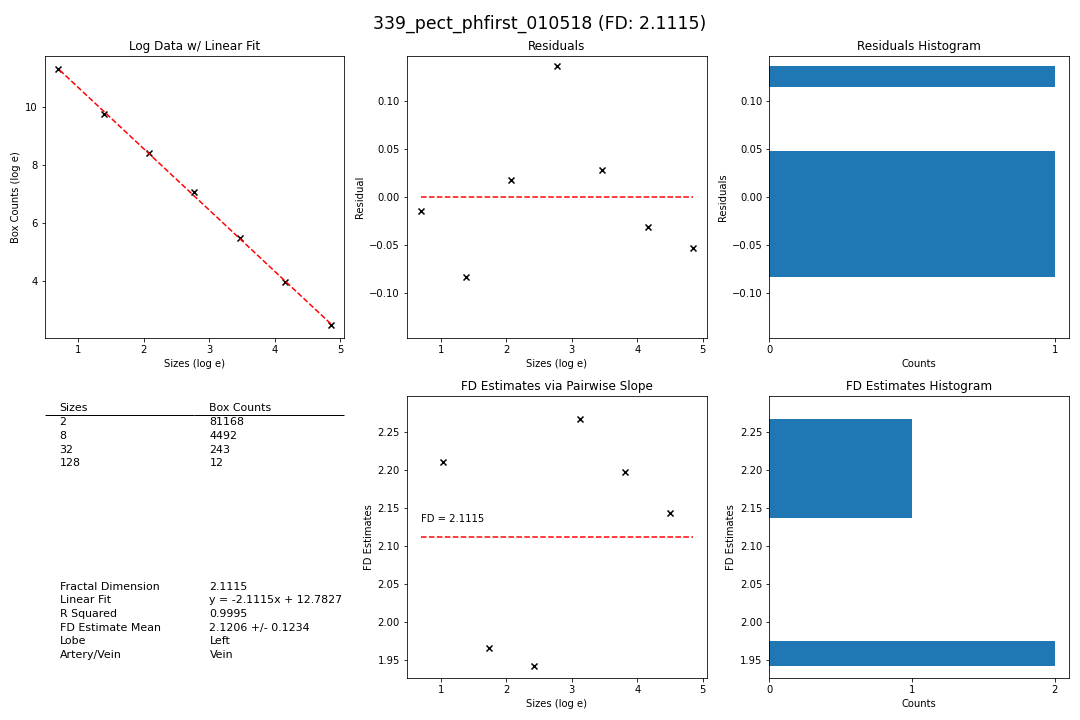 339_pect_phfirst_010518 (FD: 2.1115)
Log Data w/ Linear Fit
Box Counts (log e)
10
8
6
4
1 2 3 4 5
Sizes (log e)
Residuals
Residual
0.10
0.05
0.00
−0.05
−0.10
1 2 3 4 5
Sizes (log e)
Residuals Histogram
Residuals
0.10
0.05
0.00
−0.05
−0.10
0 1
Counts
Sizes Box Counts
2 81168
8 4492
32 243
128 12
Fractal Dimension 2.1115
Linear Fit y = -2.1115x + 12.7827
R Squared 0.9995
FD Estimate Mean 2.1206 +/- 0.1234
Lobe Left
Artery/Vein Vein
FD Estimates via Pairwise Slope
FD Estimates
2.25
2.20
2.15
2.10
2.05
2.00
1.95
FD = 2.1115
1 2 3 4 5
Sizes (log e)
FD Estimates Histogram
FD Estimates
2.25
2.20
2.15
2.10
2.05
2.00
1.95
0 1 2
Counts